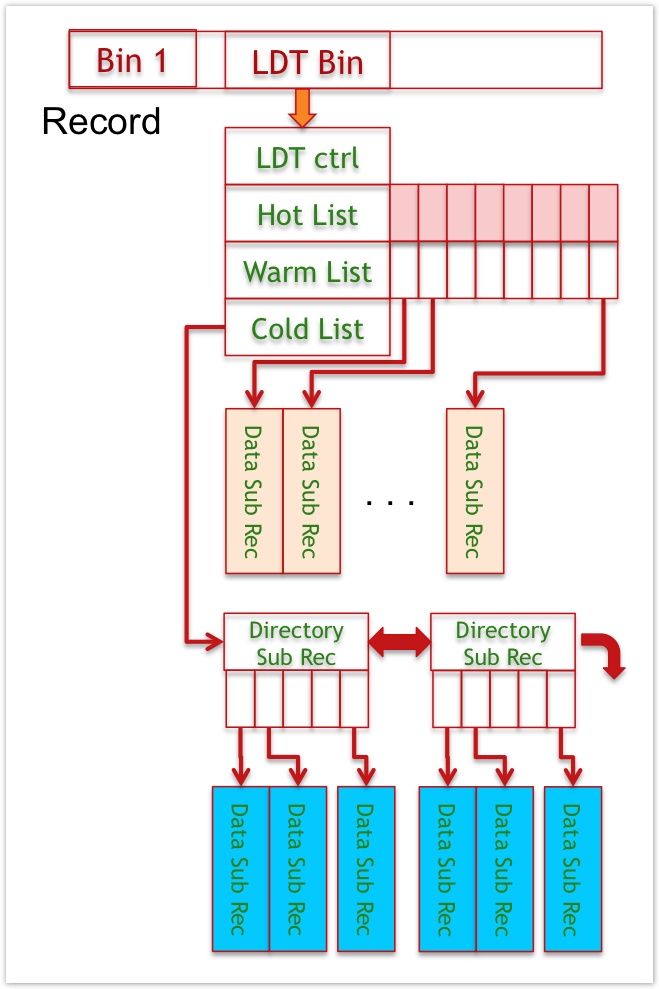 Bin 1
LDT Bin
Record
LDT ctrl
Hot List
Warm List
Cold List
Data Sub Rec
Data Sub Rec
. . .
Data Sub Rec
Directory
Sub Rec
Directory
Sub Rec
Data Sub Rec
Data Sub Rec
Data Sub Rec
Data Sub Rec
Data Sub Rec
Data Sub Rec